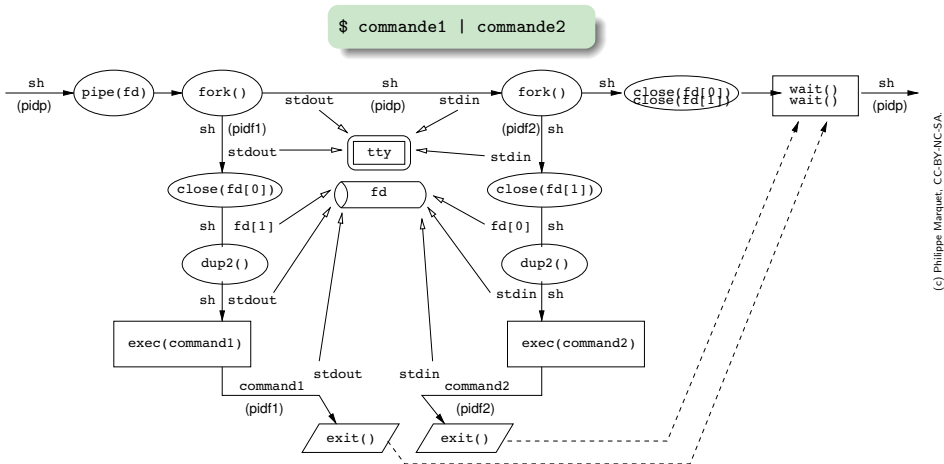 $ commande1 | commande2
sh
(pidp)
pipe(fd)
fork()
sh
(pidp)
stdout
stdin
fork()
sh
close(fd[0])
close(fd[1])
wait()
wait()
sh
(pidp)
sh
(pidf1)
stdout
tty
stdin
(pidf2)
sh
close(fd[0])
fd
close(fd[1])
sh
fd[1]
fd[0]
sh
dup2()
dup2()
sh
stdout
stdin
sh
exec(command1)
exec(command2)
stdout
stdin
command1
(pidf1)
command2
(pidf2)
exit()
exit()
(c) Philippe Marquet, CC-BY-NC-SA.